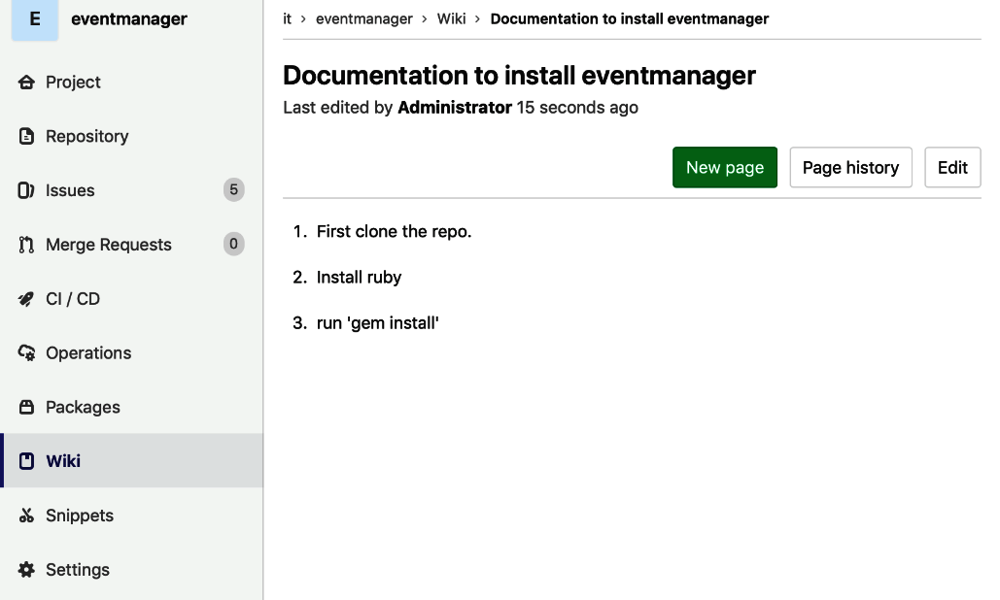 E eventmanager
Project
Repository
Issues 5
Merge Requests 0
CI / CD
Operations
Packages
Wiki
Snippets
Settings
it › eventmanager › Wiki › Documentation to install eventmanager
Documentation to install eventmanager
Last edited by Administrator 15 seconds ago
New page Page history Edit
1. First clone the repo.
2. Install ruby
3. run 'gem install'